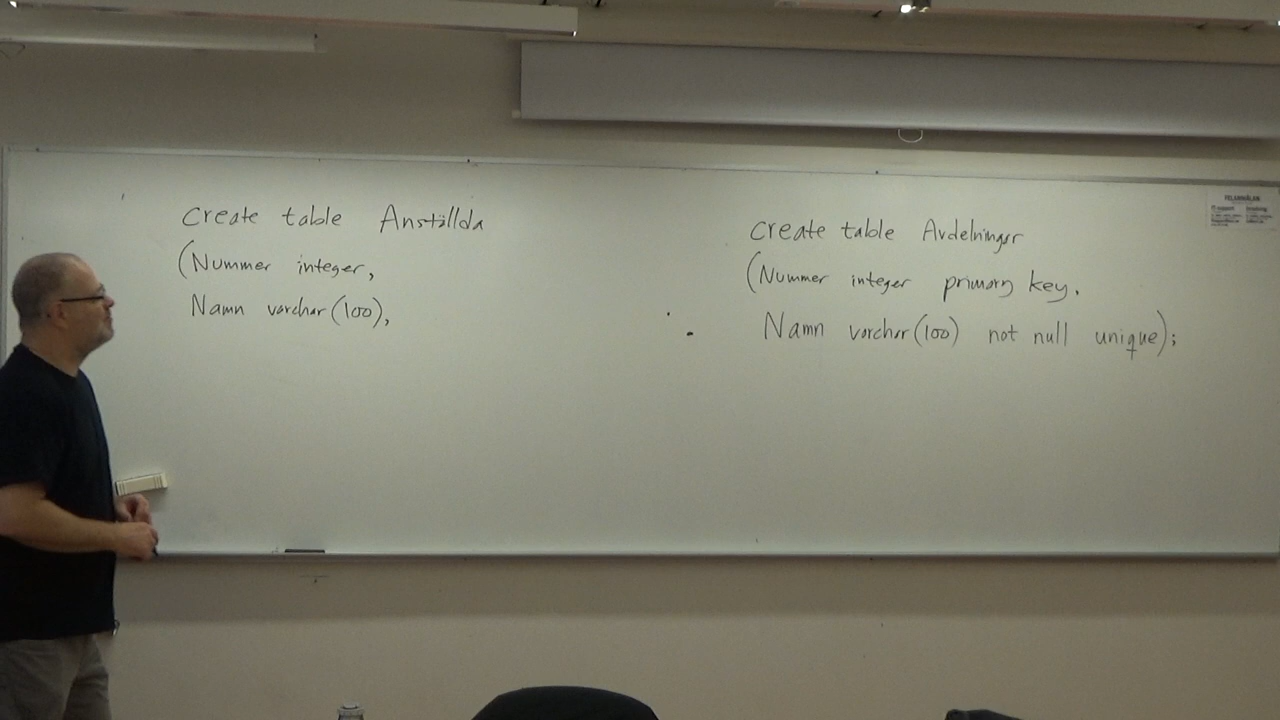 create table Anställda
(Nummer integer,
Namn varchar(100),
create table Avdelningar
(Nummer integer primary key,
Namn varchar(100) not null unique);
FELANMÄLAN